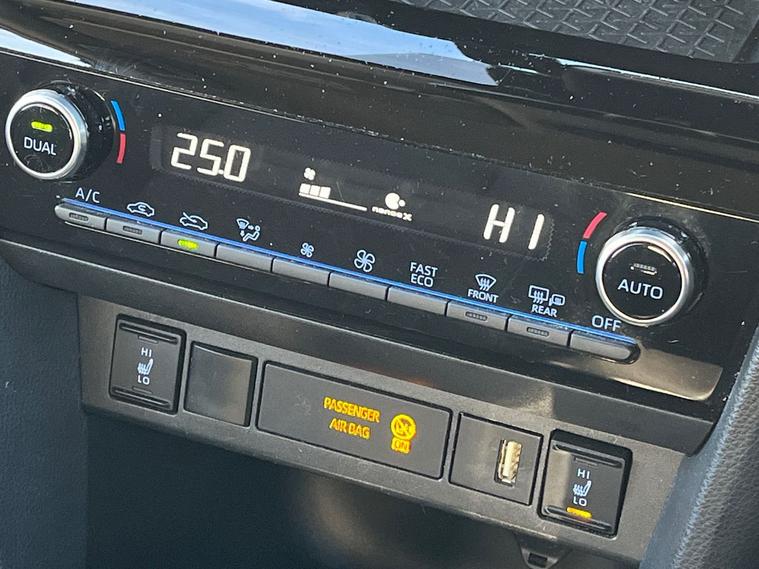 DUAL
25.0
nanoe X
HI
A/C
FAST
ECO
FRONT
REAR
OFF
AUTO
HI
LO
PASSENGER
AIR BAG
ON
HI
LO